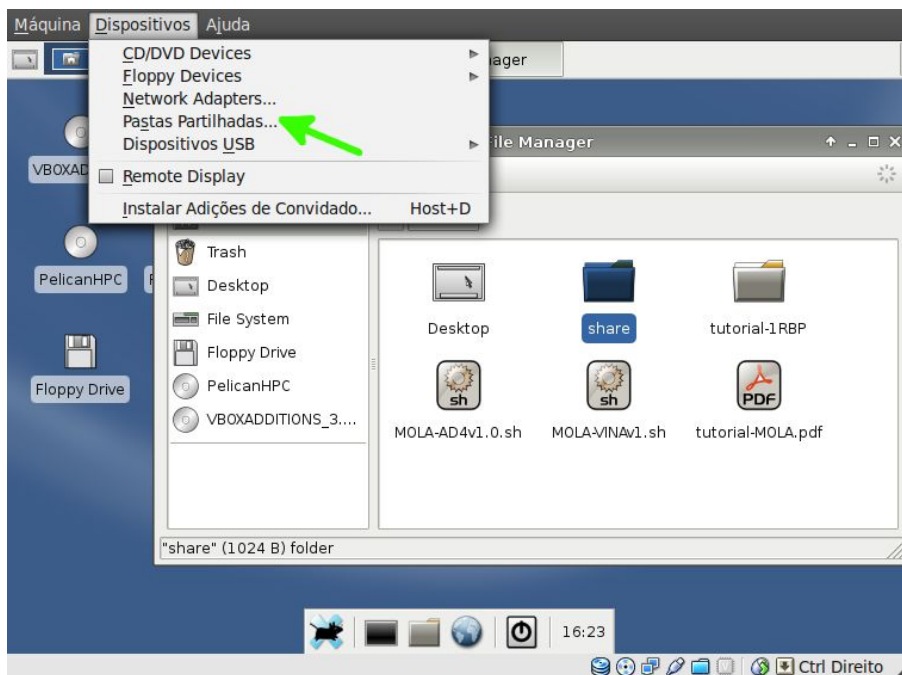 Máquina Dispositivos Ajuda
CD/DVD Devices
Floppy Devices
Network Adapters...
Pastas Partilhadas...
Dispositivos USB
Remote Display
Instalar Adições de Convidado... Host+D
File Manager
Trash
Desktop
File System
Floppy Drive
PelicanHPC
VBOXADDITIONS_3....
PelicanHPC
Floppy Drive
Desktop
share
tutorial-1RBP
sh
sh
PDF
MOLA-AD4v1.0.sh
MOLA-VINAv1.sh
tutorial-MOLA.pdf
"share" (1024 B) folder
16:23
Ctrl Direito